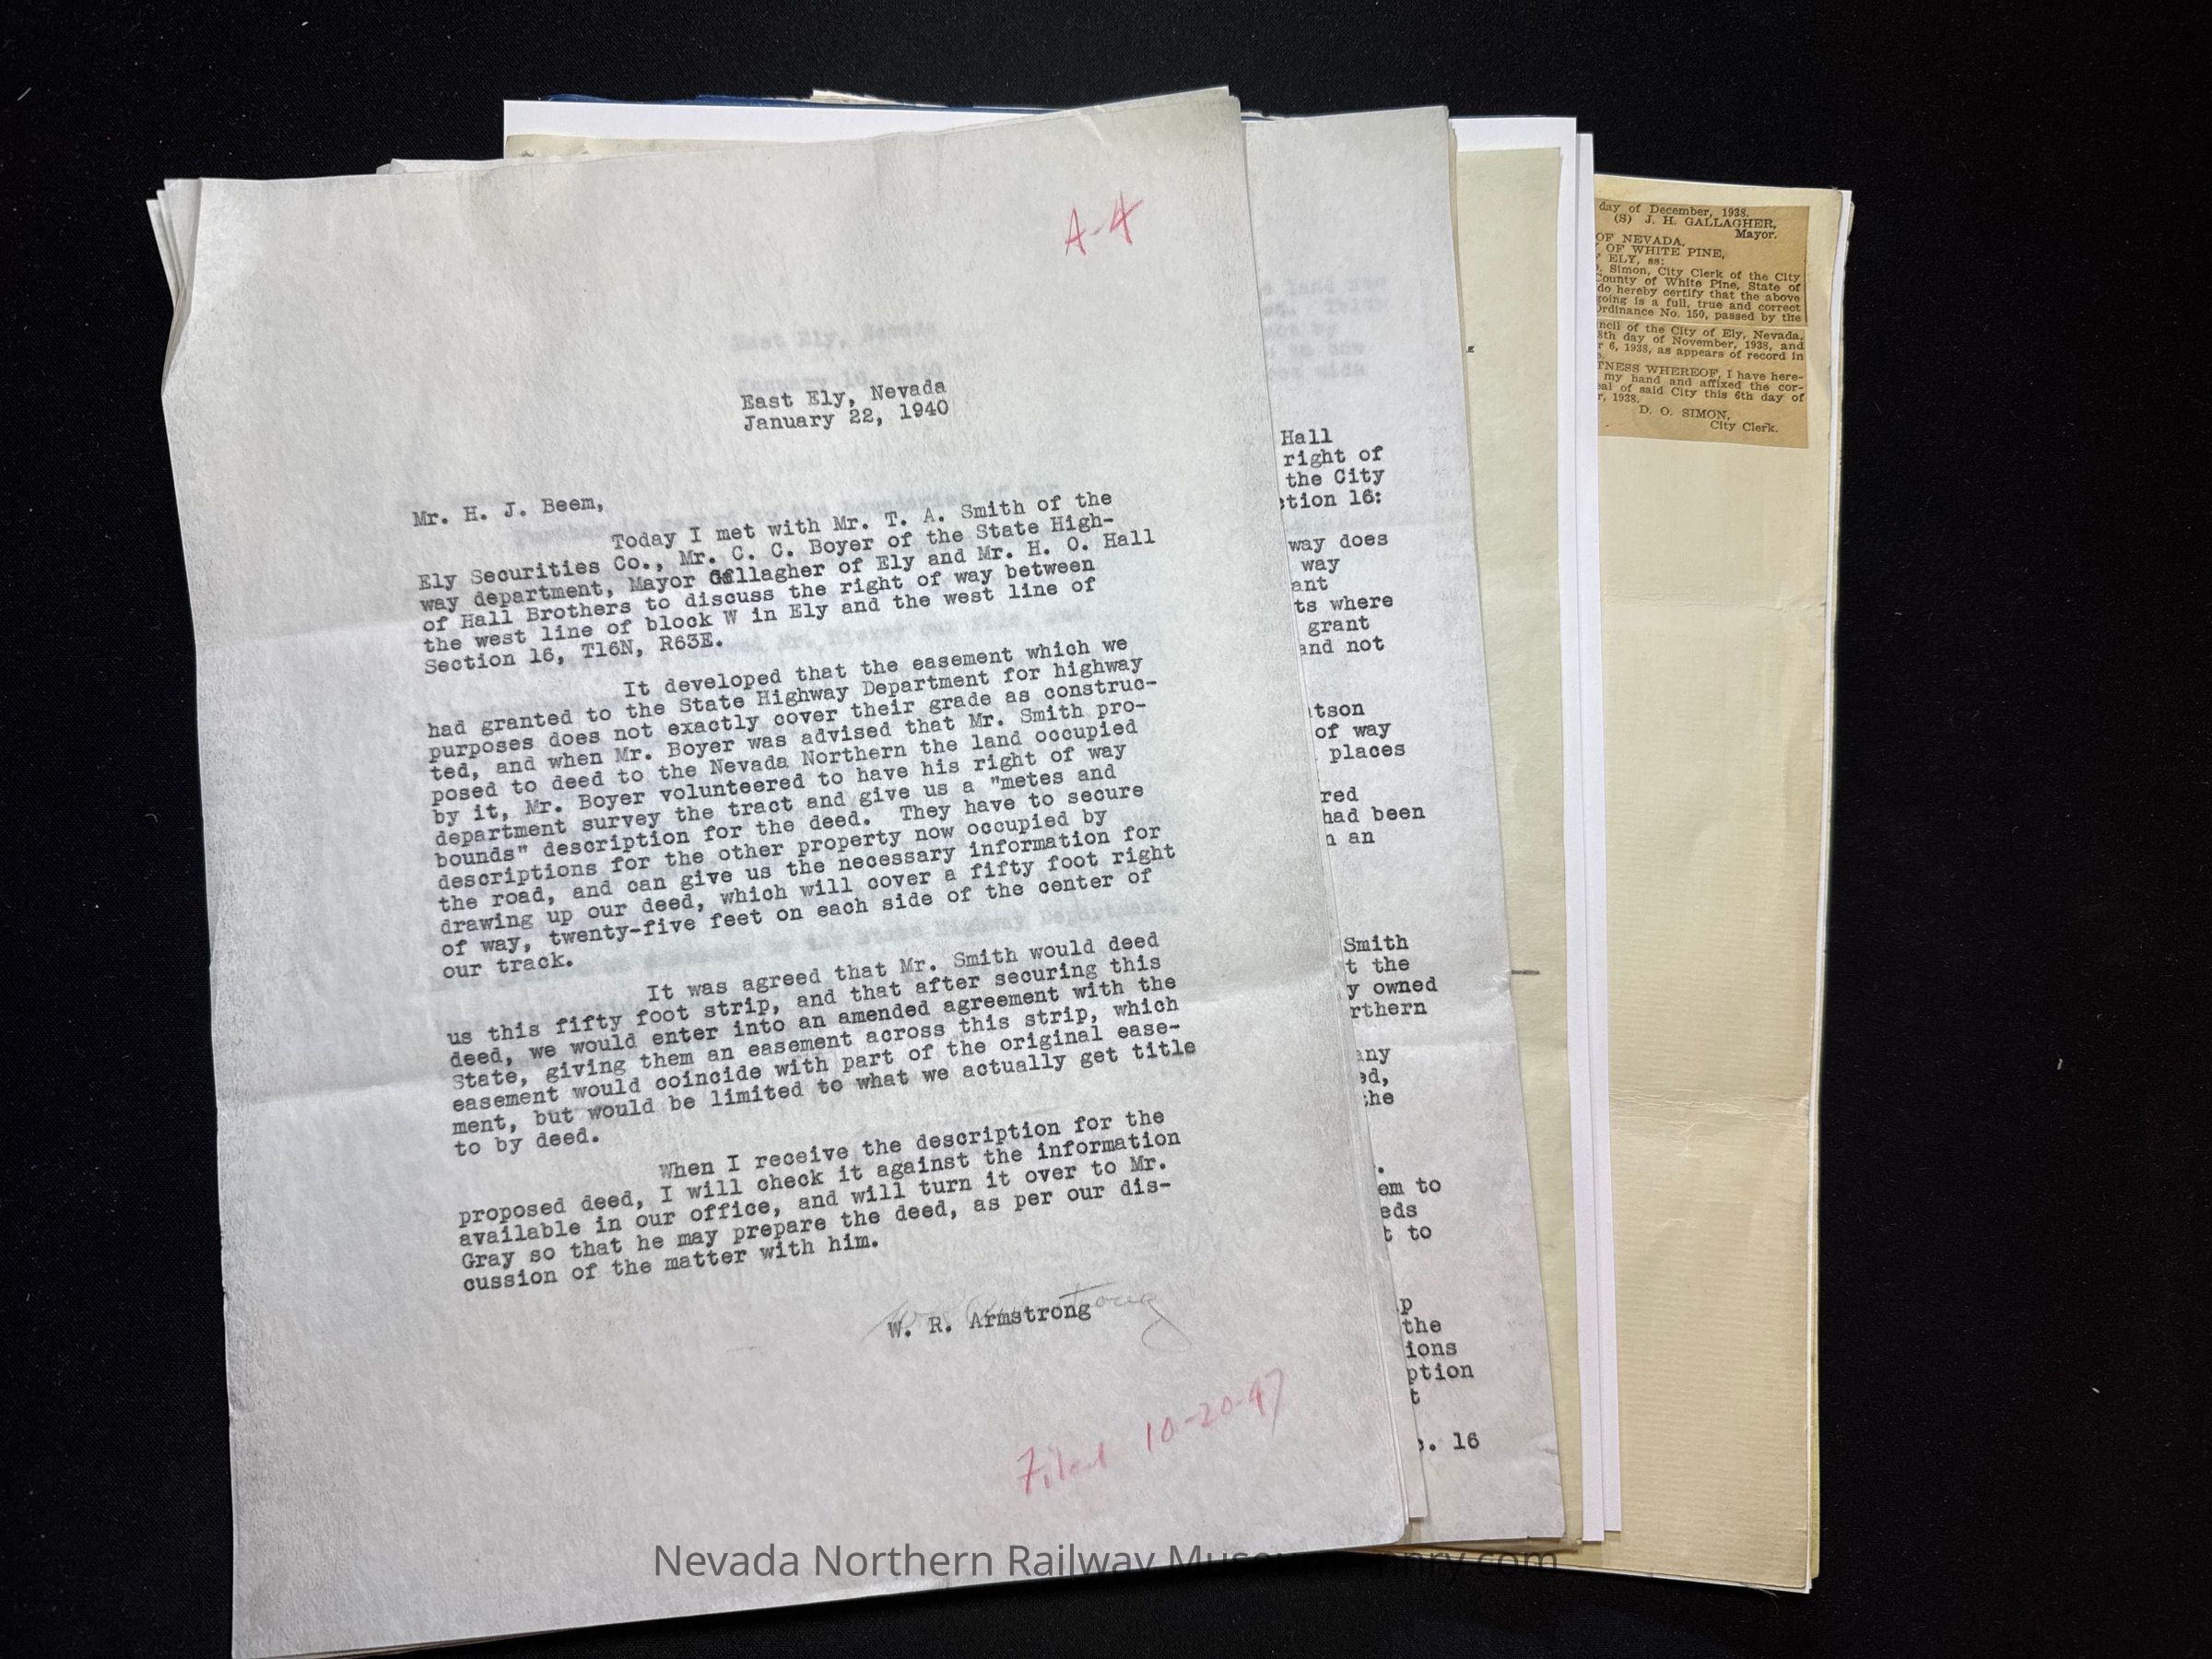 A-4
East Ely, Nevada
January 22, 1940
Mr. H. J. Beem,
Today I met with Mr. T. A. Smith of the
Ely Securities Co., Mr. C. C. Boyer of the State High-
way department, Mayor Gallagher of Ely and Mr. H. O. Hall
of Hall Brothers to discuss the right of way between
the west line of block W in Ely and the west line of
Section 16, T16N, R63E.
It developed that the easement which we
had granted to the State Highway Department for highway
purposes does not exactly cover their grade as construc-
ted, and when Mr. Boyer was advised that Mr. Smith pro-
posed to deed to the Nevada Northern the land occupied
by it, Mr. Boyer volunteered to have his right of way
department survey the tract and give us a "metes and
bounds" description for the deed. They have to secure
descriptions for the other property now occupied by
the road, and can give us the necessary information for
drawing up our deed, which will cover a fifty foot right
of way, twenty-five feet on each side of the center of
our track.
It was agreed that Mr. Smith would deed
us this fifty foot strip, and that after securing this
deed, we would enter into an amended agreement with the
State, giving them an easement across this strip, which
easement would coincide with part of the original ease-
ment, but would be limited to what we actually get title
to by deed.
When I receive the description for the
proposed deed, I will check it against the information
available in our office, and will turn it over to Mr.
Gray so that he may prepare the deed, as per our dis-
cussion of the matter with him.
W. R. Armstrong
Filed 10-20-47
Hall
right of
the City
ction 16:
way does
way
ant
ts where
grant
and not
tson
of way
places
red
had been
n an
Smith
t the
y owned
rthern
any
ed,
the
em to
eds
t to
p
the
ions
ption
t
. 16
day of December, 1938.
(S) J. H. GALLAGHER,
Mayor.
OF NEVADA,
OF WHITE PINE,
ELY, ss:
. Simon, City Clerk of the City
County of White Pine, State of
do hereby certify that the above
going is a full, true and correct
Ordinance No. 150, passed by the
ncil of the City of Ely, Nevada,
8th day of November, 1938, and
r 6, 1938, as appears of record in
TNESS WHEREOF, I have here-
my hand and affixed the cor-
eal of said City this 6th day of
r, 1938.
D. O. SIMON,
City Clerk.
Nevada Northern Railway Museum nnry.com